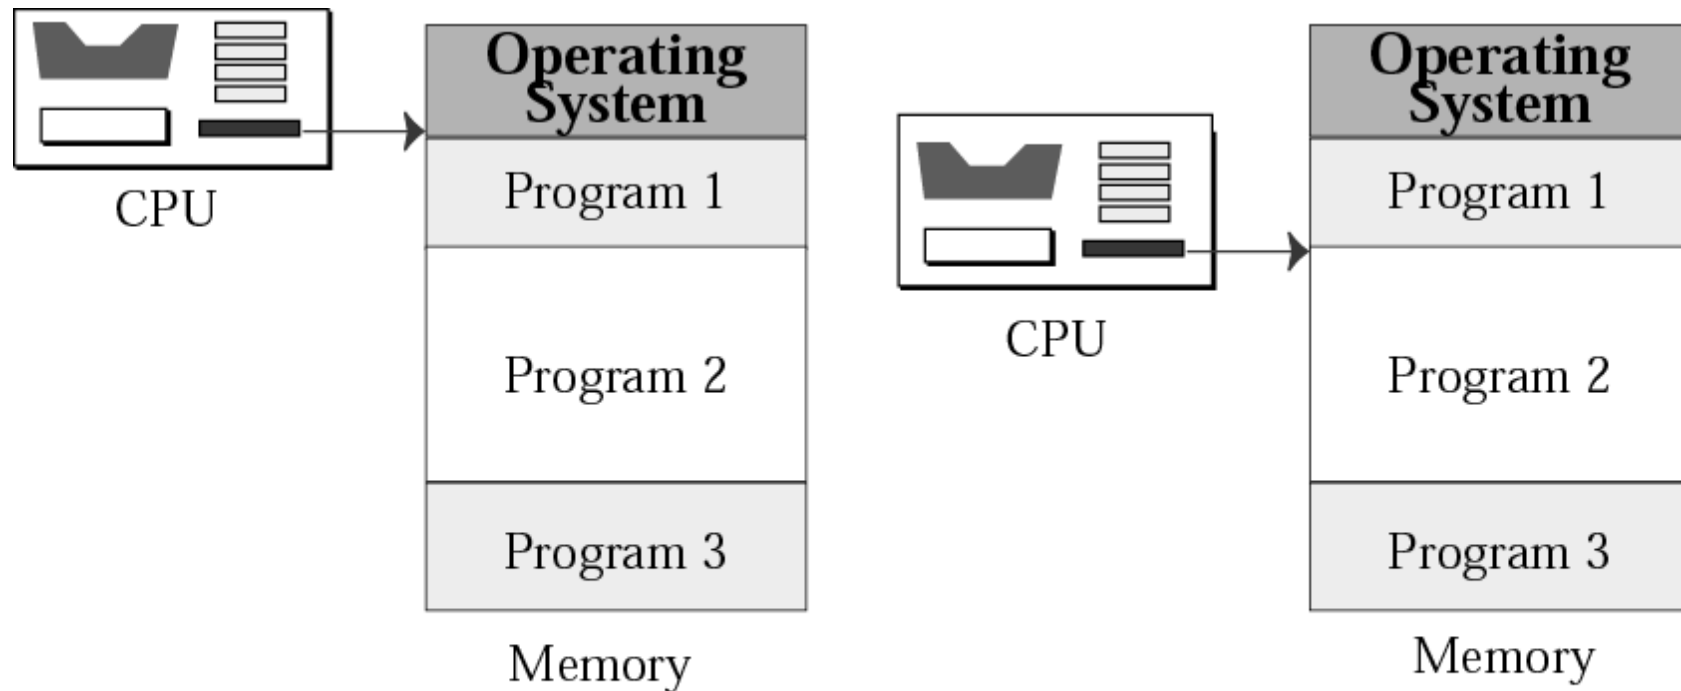 Operating
System
Program 1
CPU
Program 2
Program 3
Memory
Operating
System
Program 1
CPU
Program 2
Program 3
Memory